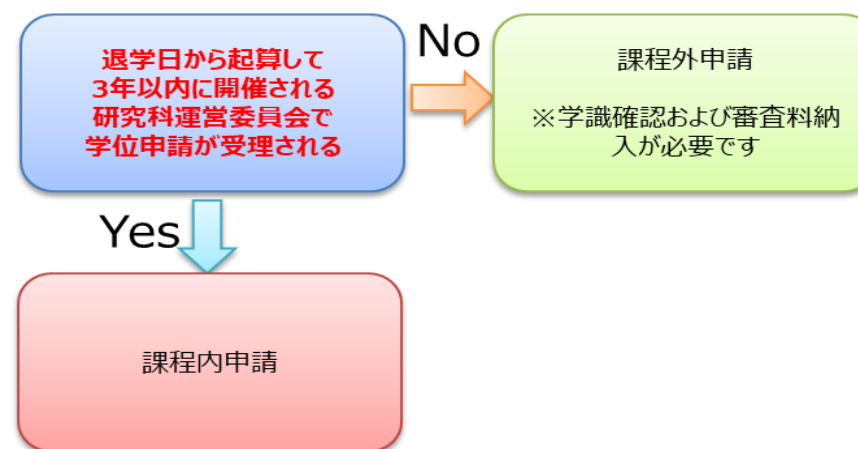 退学日から起算して
3年以内に開催される
研究科運営委員会で
学位申請が受理される
No
課程外申請
※学識確認および審査料納
入が必要です
Yes
課程内申請